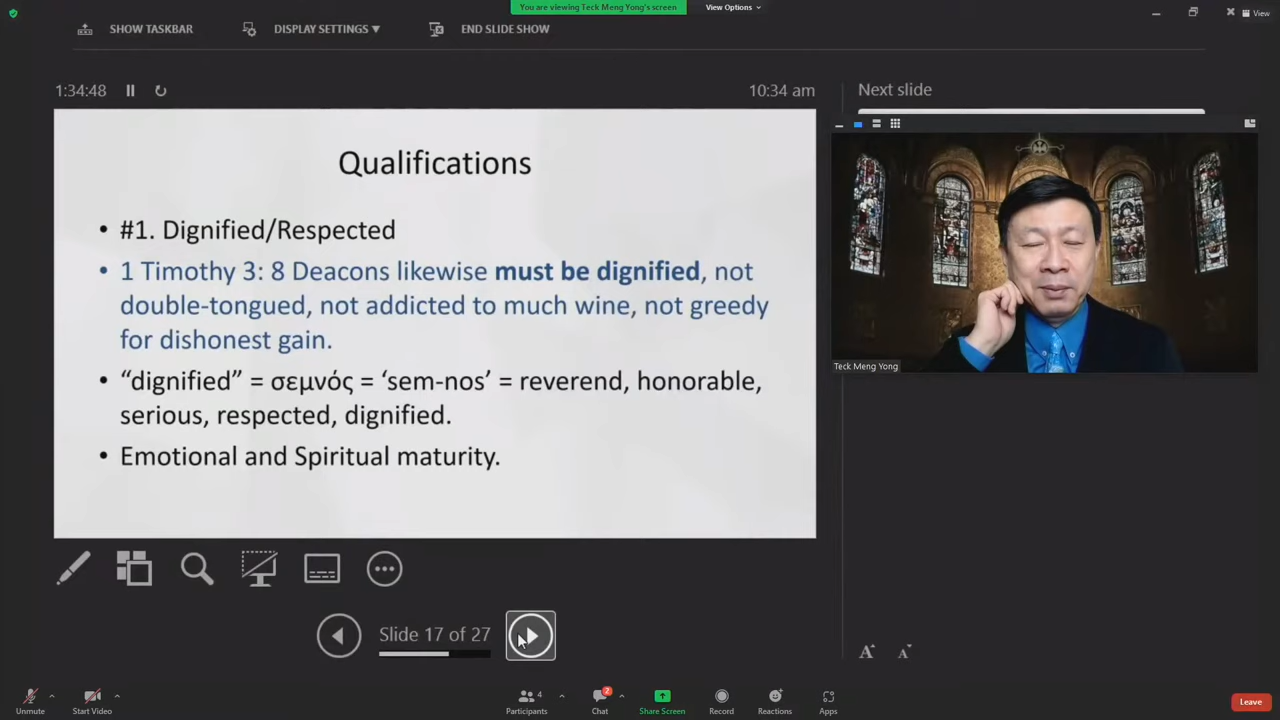 You are viewing Teck Meng Yong's screen
View Options
View
SHOW TASKBAR
DISPLAY SETTINGS
END SLIDE SHOW
1:34:48
10:34 am
Next slide
Qualifications
• #1. Dignified/Respected
• 1 Timothy 3: 8 Deacons likewise must be dignified, not
double-tongued, not addicted to much wine, not greedy
for dishonest gain.
• “dignified” = σεμνός = ‘sem-nos’ = reverend, honorable,
serious, respected, dignified.
• Emotional and Spiritual maturity.
Teck Meng Yong
Slide 17 of 27
A A
Unmute
Start Video
4
Participants
2
Chat
Share Screen
Record
Reactions
Apps
Leave